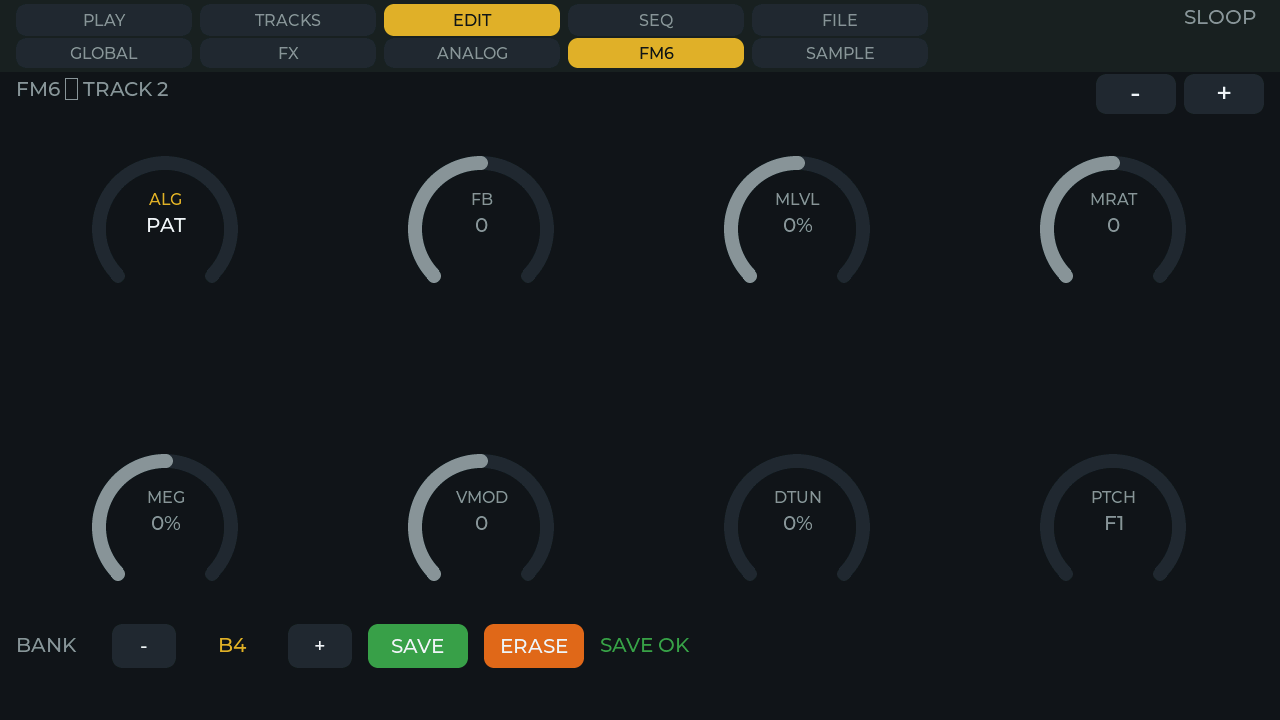 PLAY TRACKS EDIT SEQ FILE SLOOP
GLOBAL FX ANALOG FM6 SAMPLE
FM6 TRACK 2 - +
ALG FB MLVL MRAT
PAT 0 0% 0
MEG VMOD DTUN PTCH
0% 0 0% F1
BANK - B4 + SAVE ERASE SAVE OK